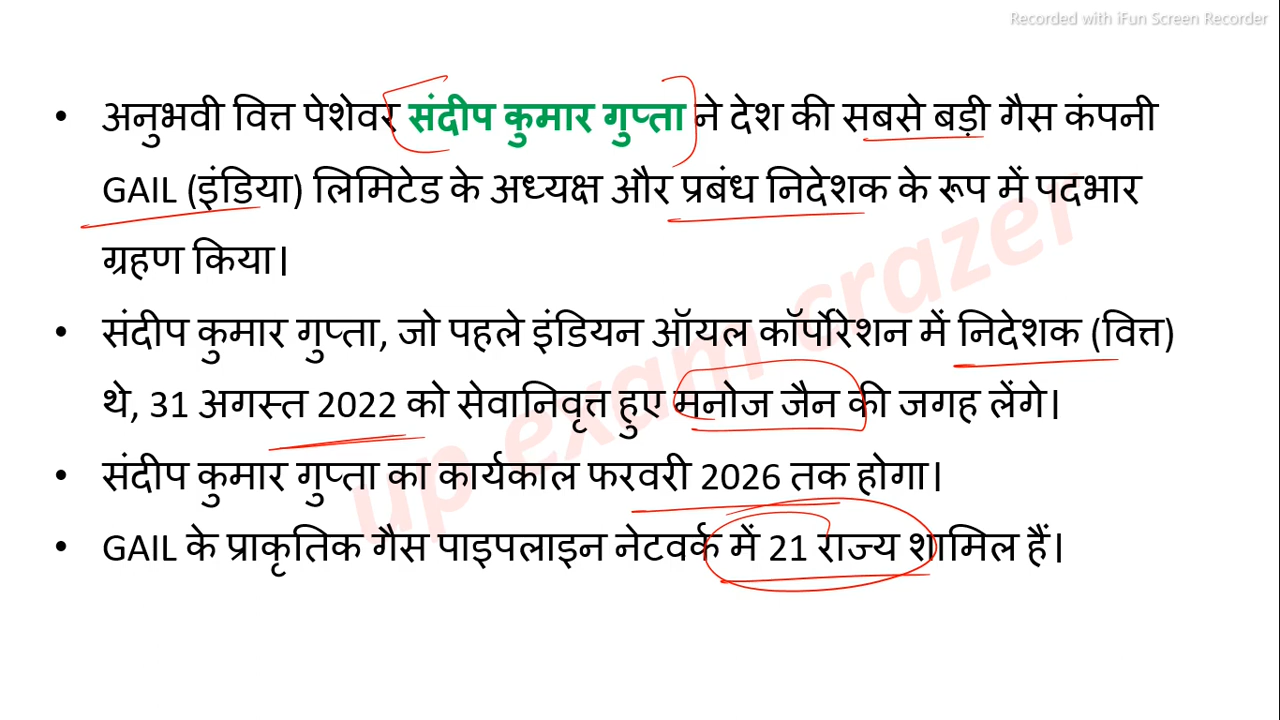 Recorded with iFun Screen Recorder
• अनुभवी वित्त पेशेवर संदीप कुमार गुप्ता ने देश की सबसे बड़ी गैस कंपनी
GAIL (इंडिया) लिमिटेड के अध्यक्ष और प्रबंध निदेशक के रूप में पदभार
ग्रहण किया।
• संदीप कुमार गुप्ता, जो पहले इंडियन ऑयल कॉर्पोरेशन में निदेशक (वित्त)
थे, 31 अगस्त 2022 को सेवानिवृत्त हुए मनोज जैन की जगह लेंगे।
• संदीप कुमार गुप्ता का कार्यकाल फरवरी 2026 तक होगा।
• GAIL के प्राकृतिक गैस पाइपलाइन नेटवर्क में 21 राज्य शामिल हैं।
up exam crazer